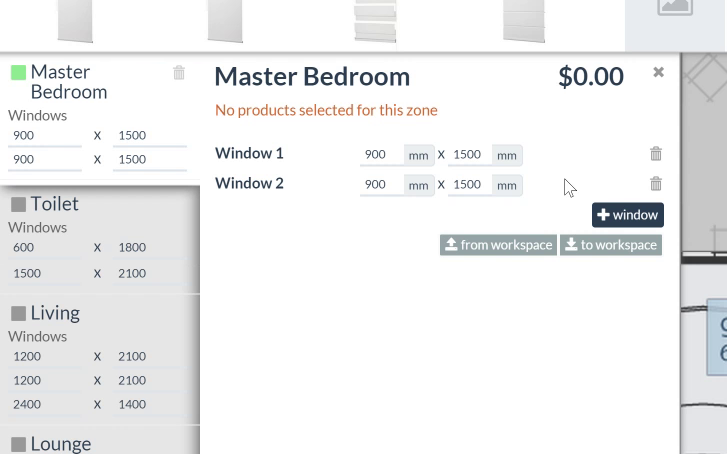 Master
Bedroom
Windows
900 X 1500
900 X 1500
Toilet
Windows
600 X 1800
1500 X 2100
Living
Windows
1200 X 2100
1200 X 2100
2400 X 1400
Lounge
Master Bedroom $0.00
No products selected for this zone
Window 1 900 mm X 1500 mm
Window 2 900 mm X 1500 mm
window
from workspace to workspace